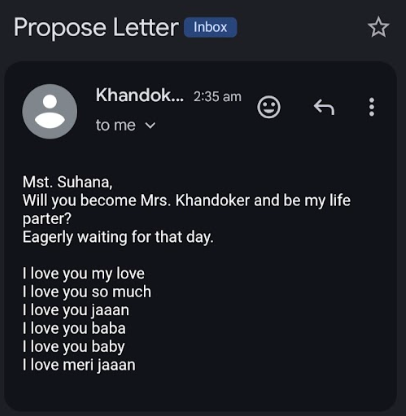 Propose Letter Inbox
Khandok... 2:35 am
to me
Mst. Suhana,
Will you become Mrs. Khandoker and be my life
parter?
Eagerly waiting for that day.
I love you my love
I love you so much
I love you jaaan
I love you baba
I love you baby
I love meri jaaan